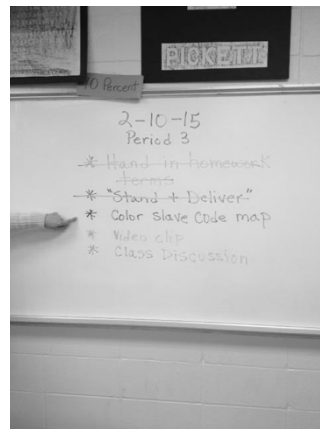 PICKETT
10 Percent
2-10-15
Period 3
* Hand in homework
terms
* "Stand + Deliver"
* Color slave code map
* Video clip
* Class Discussion